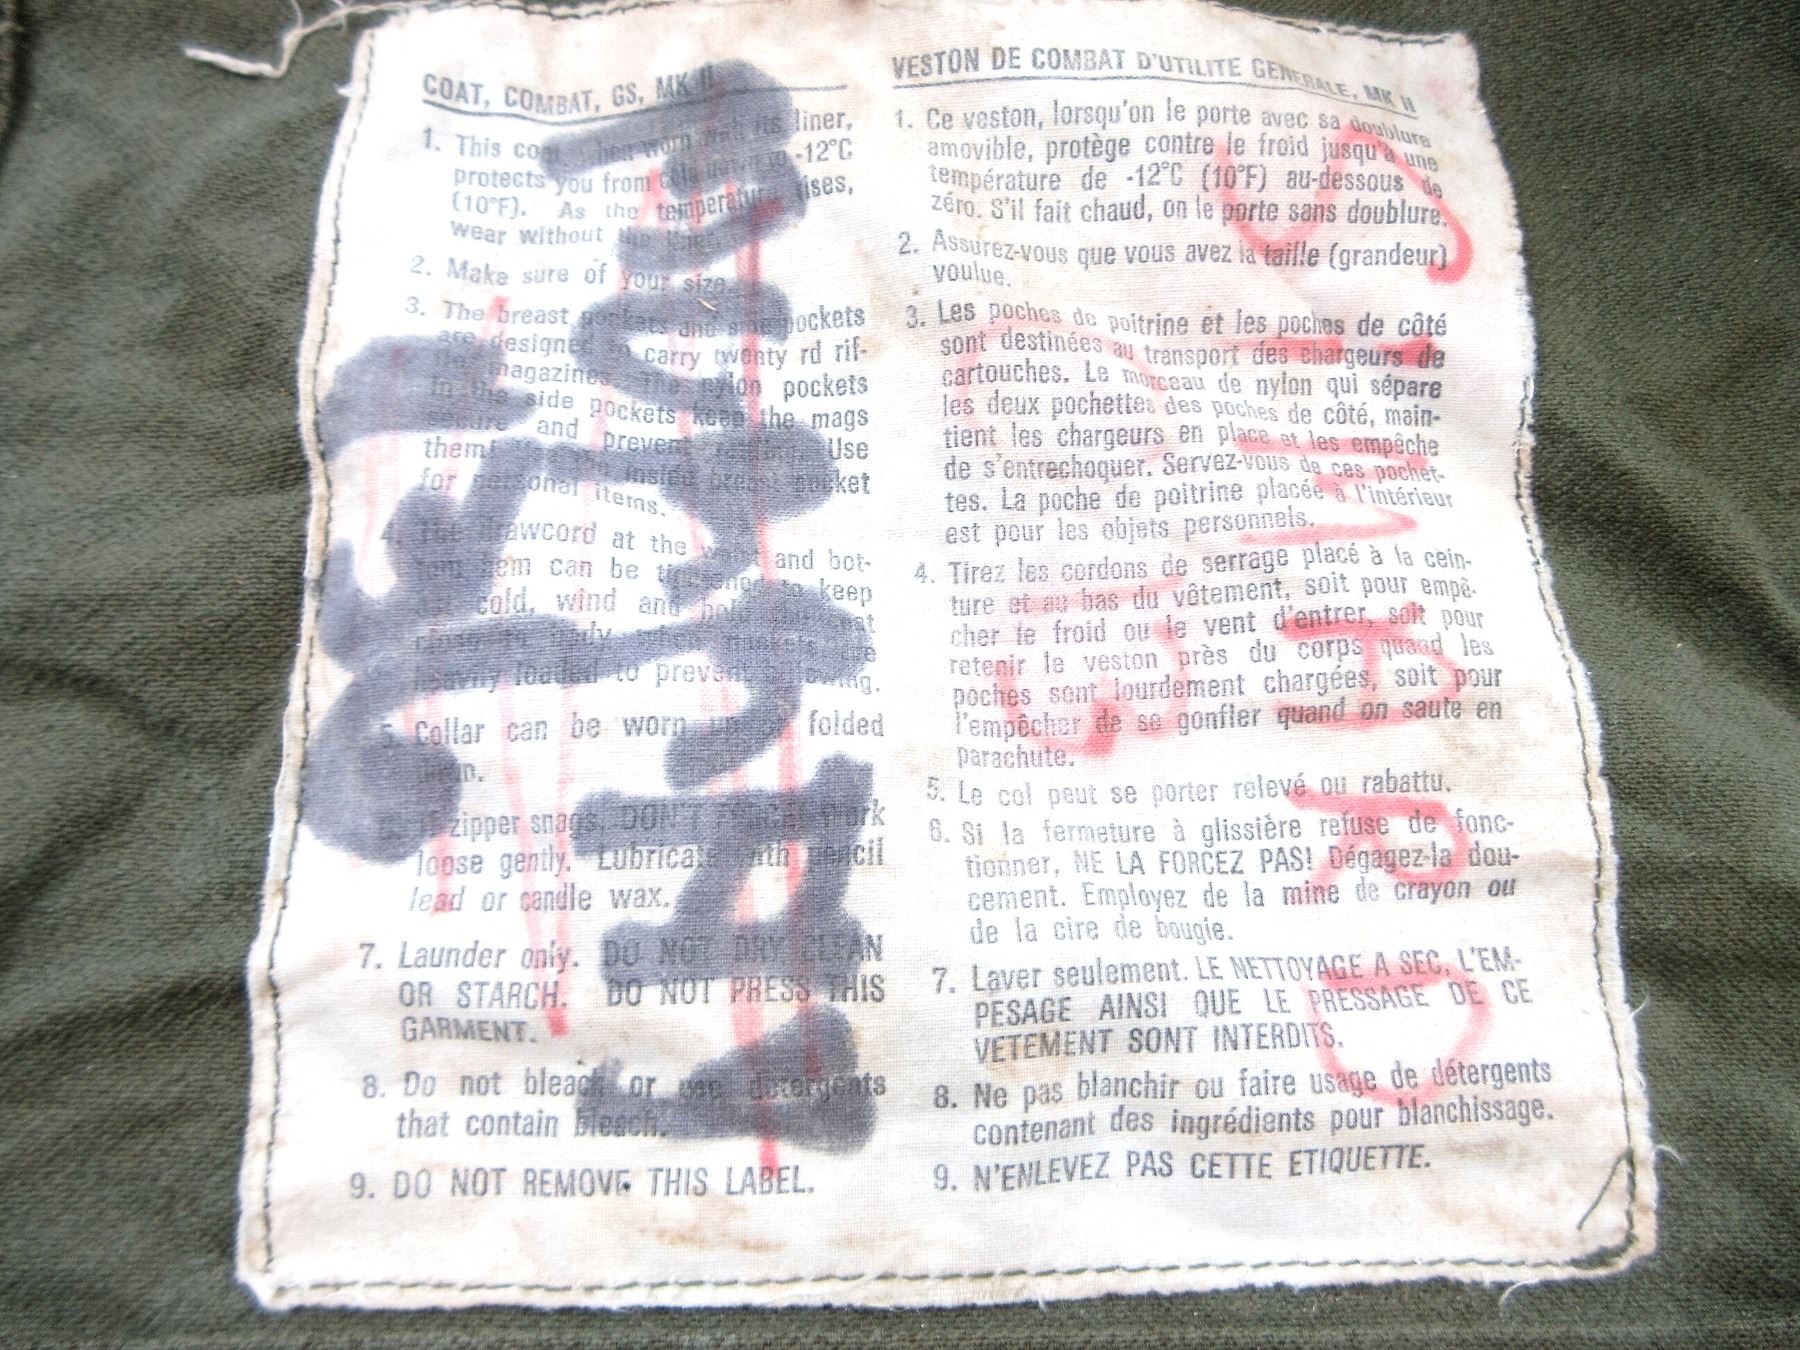 COAT, COMBAT, GS, MK II
1. This coat when worn with its liner,
protects you from cold down to -12°C
(10°F). As the temperature rises,
wear without the liner.
2. Make sure of your size.
3. The breast pockets and side pockets
are designed to carry twenty rd rif-
le magazines. The nylon pockets
in the side pockets keep the mags
and prevent Use
them! inside breast pocket
for personal items.
4. The drawcord at the waist and bot-
tom hem can be tightened to keep
cold, wind and
heavily loaded to prevent
5. Collar can be worn up or folded
down.
6. If zipper snags, DON'T FORCE! Work
loose gently. Lubricate with pencil
lead or candle wax.
7. Launder only. DO NOT DRY CLEAN
OR STARCH. DO NOT PRESS THIS
GARMENT.
8. Do not bleach or use detergents
that contain bleach.
9. DO NOT REMOVE THIS LABEL.
VESTON DE COMBAT D'UTILITE GENERALE, MK II
1. Ce veston, lorsqu'on le porte avec sa doublure
amovible, protège contre le froid jusqu'à une
température de -12°C (10°F) au-dessous de
zéro. S'il fait chaud, on le porte sans doublure.
2. Assurez-vous que vous avez la taille (grandeur)
voulue.
3. Les poches de poitrine et les poches de côté
sont destinées au transport des chargeurs de
cartouches. Le morceau de nylon qui sépare
les deux pochettes des poches de côté, main-
tient les chargeurs en place et les empêche
de s'entrechoquer. Servez-vous de ces pochet-
tes. La poche de poitrine placée à l'intérieur
est pour les objets personnels.
4. Tirez les cordons de serrage placé à la cein-
ture et au bas du vêtement, soit pour empê-
cher le froid ou le vent d'entrer, soit pour
retenir le veston près du corps quand les
poches sont lourdement chargées, soit pour
l'empêcher de se gonfler quand on saute en
parachute.
5. Le col peut se porter relevé ou rabattu.
6. Si la fermeture à glissière refuse de fonc-
tionner, NE LA FORCEZ PAS! Dégagez-la dou-
cement. Employez de la mine de crayon ou
de la cire de bougie.
7. Laver seulement. LE NETTOYAGE A SEC, L'EM-
PESAGE AINSI QUE LE PRESSAGE DE CE
VETEMENT SONT INTERDITS.
8. Ne pas blanchir ou faire usage de détergents
contenant des ingrédients pour blanchissage.
9. N'ENLEVEZ PAS CETTE ETIQUETTE.